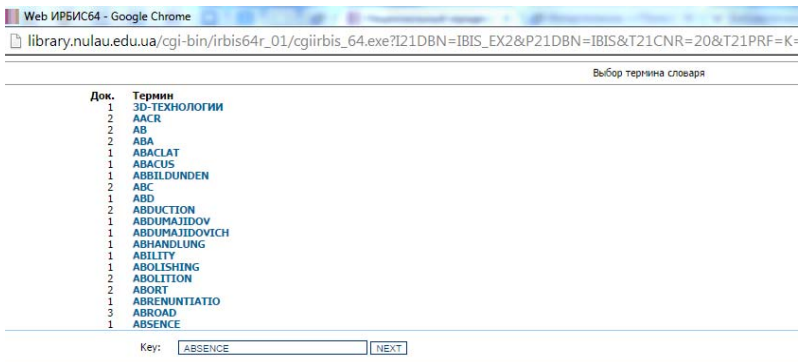 Web ИРБИС64 - Google Chrome
library.nulau.edu.ua/cgi-bin/irbis64r_01/cgiirbis_64.exe?I21DBN=IBIS_EX2&P21DBN=IBIS&T21CNR=20&T21PRF=K=
Выбор термина словаря
Док. Термин
1 3D-ТЕХНОЛОГИИ
2 AACR
2 AB
2 ABA
1 ABACLAT
1 ABACUS
1 ABBILDUNDEN
2 ABC
1 ABD
2 ABDUCTION
1 ABDUMAJIDOV
1 ABDUMAJIDOVICH
1 ABHANDLUNG
1 ABILITY
1 ABOLISHING
2 ABOLITION
2 ABORT
1 ABRENUNTIATIO
3 ABROAD
1 ABSENCE
Key: ABSENCE NEXT